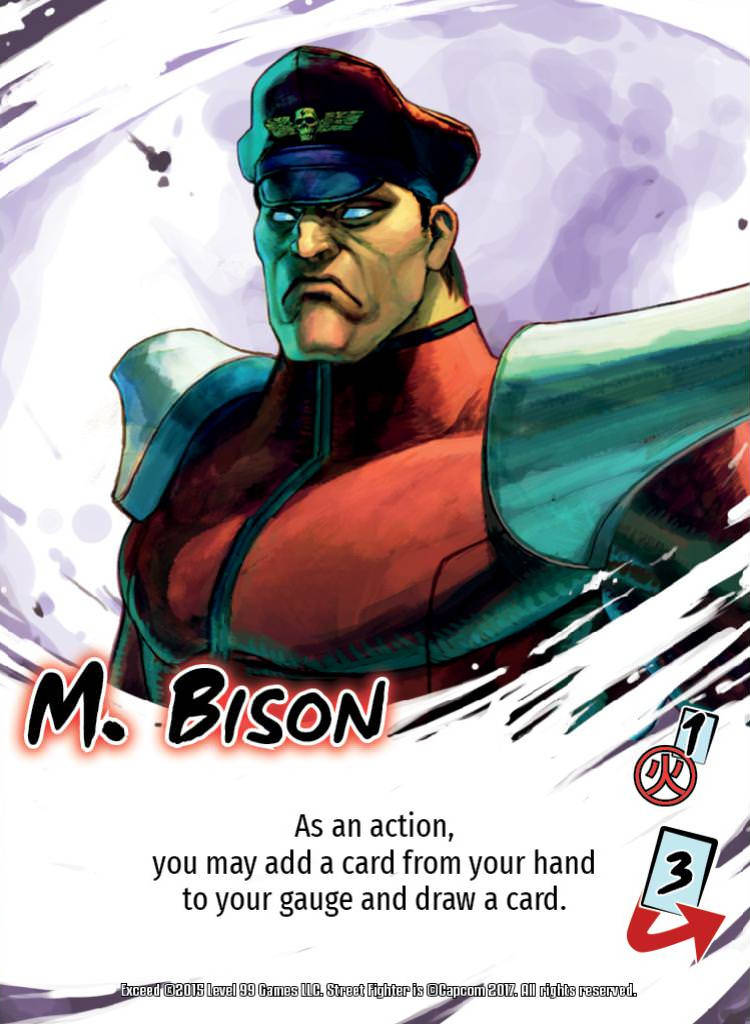 M. Bison
1
火
As an action,
you may add a card from your hand
to your gauge and draw a card.
3
Exceed ©2015 Level 99 Games LLC. Street Fighter is ©Capcom 2017. All rights reserved.